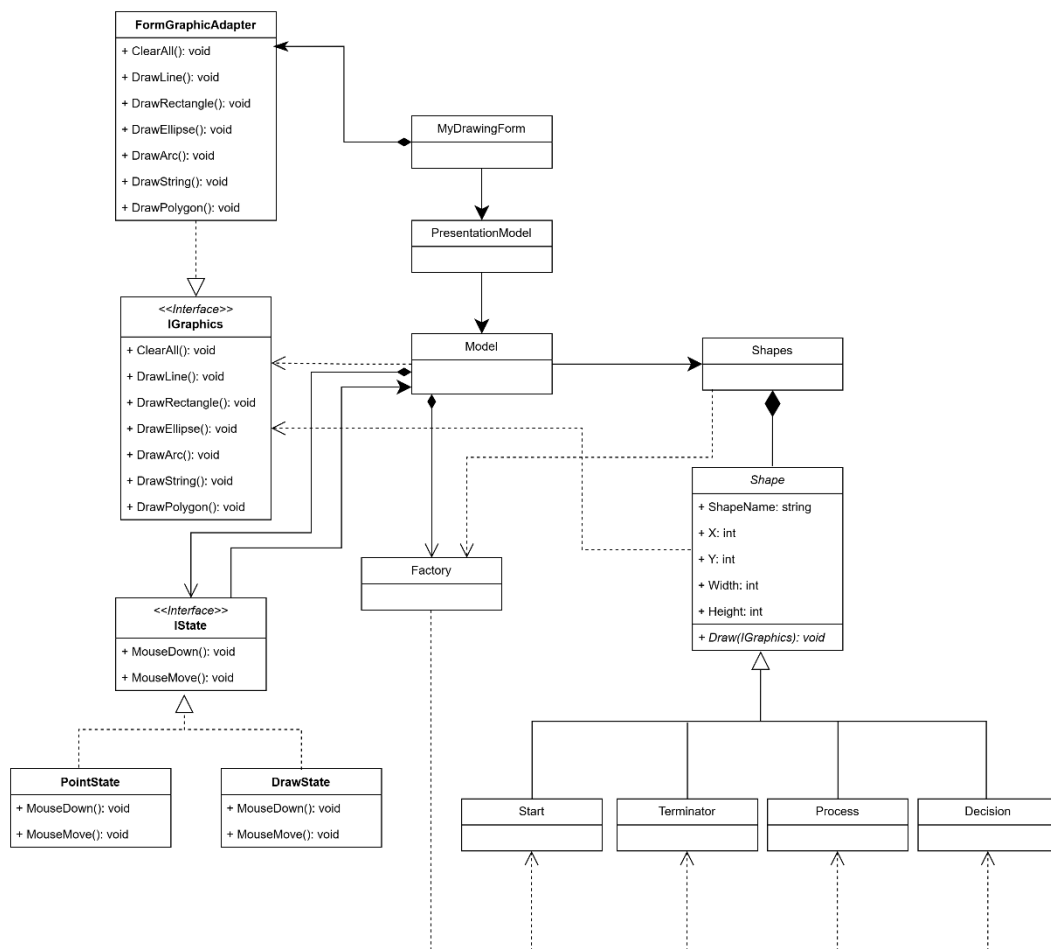 FormGraphicAdapter
+ ClearAll(): void
+ DrawLine(): void
+ DrawRectangle(): void
+ DrawEllipse(): void
+ DrawArc(): void
+ DrawString(): void
+ DrawPolygon(): void
MyDrawingForm
PresentationModel
<<Interface>>
IGraphics
+ ClearAll(): void
+ DrawLine(): void
+ DrawRectangle(): void
+ DrawEllipse(): void
+ DrawArc(): void
+ DrawString(): void
+ DrawPolygon(): void
Model
Shapes
Shape
+ ShapeName: string
+ X: int
+ Y: int
+ Width: int
+ Height: int
+ Draw(IGraphics): void
Factory
<<Interface>>
IState
+ MouseDown(): void
+ MouseMove(): void
PointState
+ MouseDown(): void
+ MouseMove(): void
DrawState
+ MouseDown(): void
+ MouseMove(): void
Start
Terminator
Process
Decision